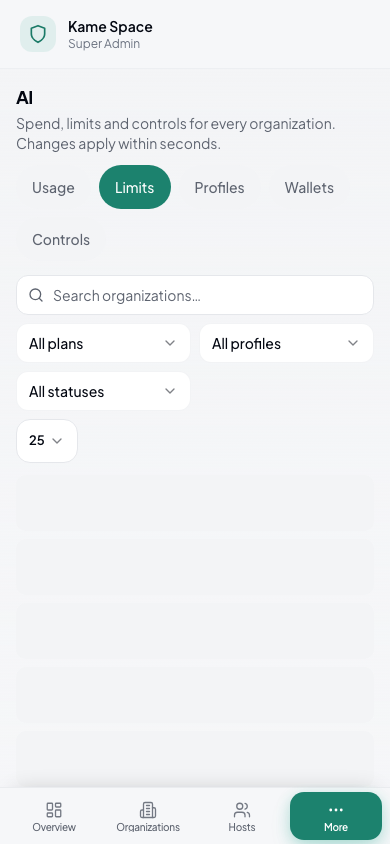 Kame Space
Super Admin
AI
Spend, limits and controls for every organization.
Changes apply within seconds.
Usage
Limits
Profiles
Wallets
Controls
Search organizations...
All plans
All profiles
All statuses
25
Overview
Organizations
Hosts
More